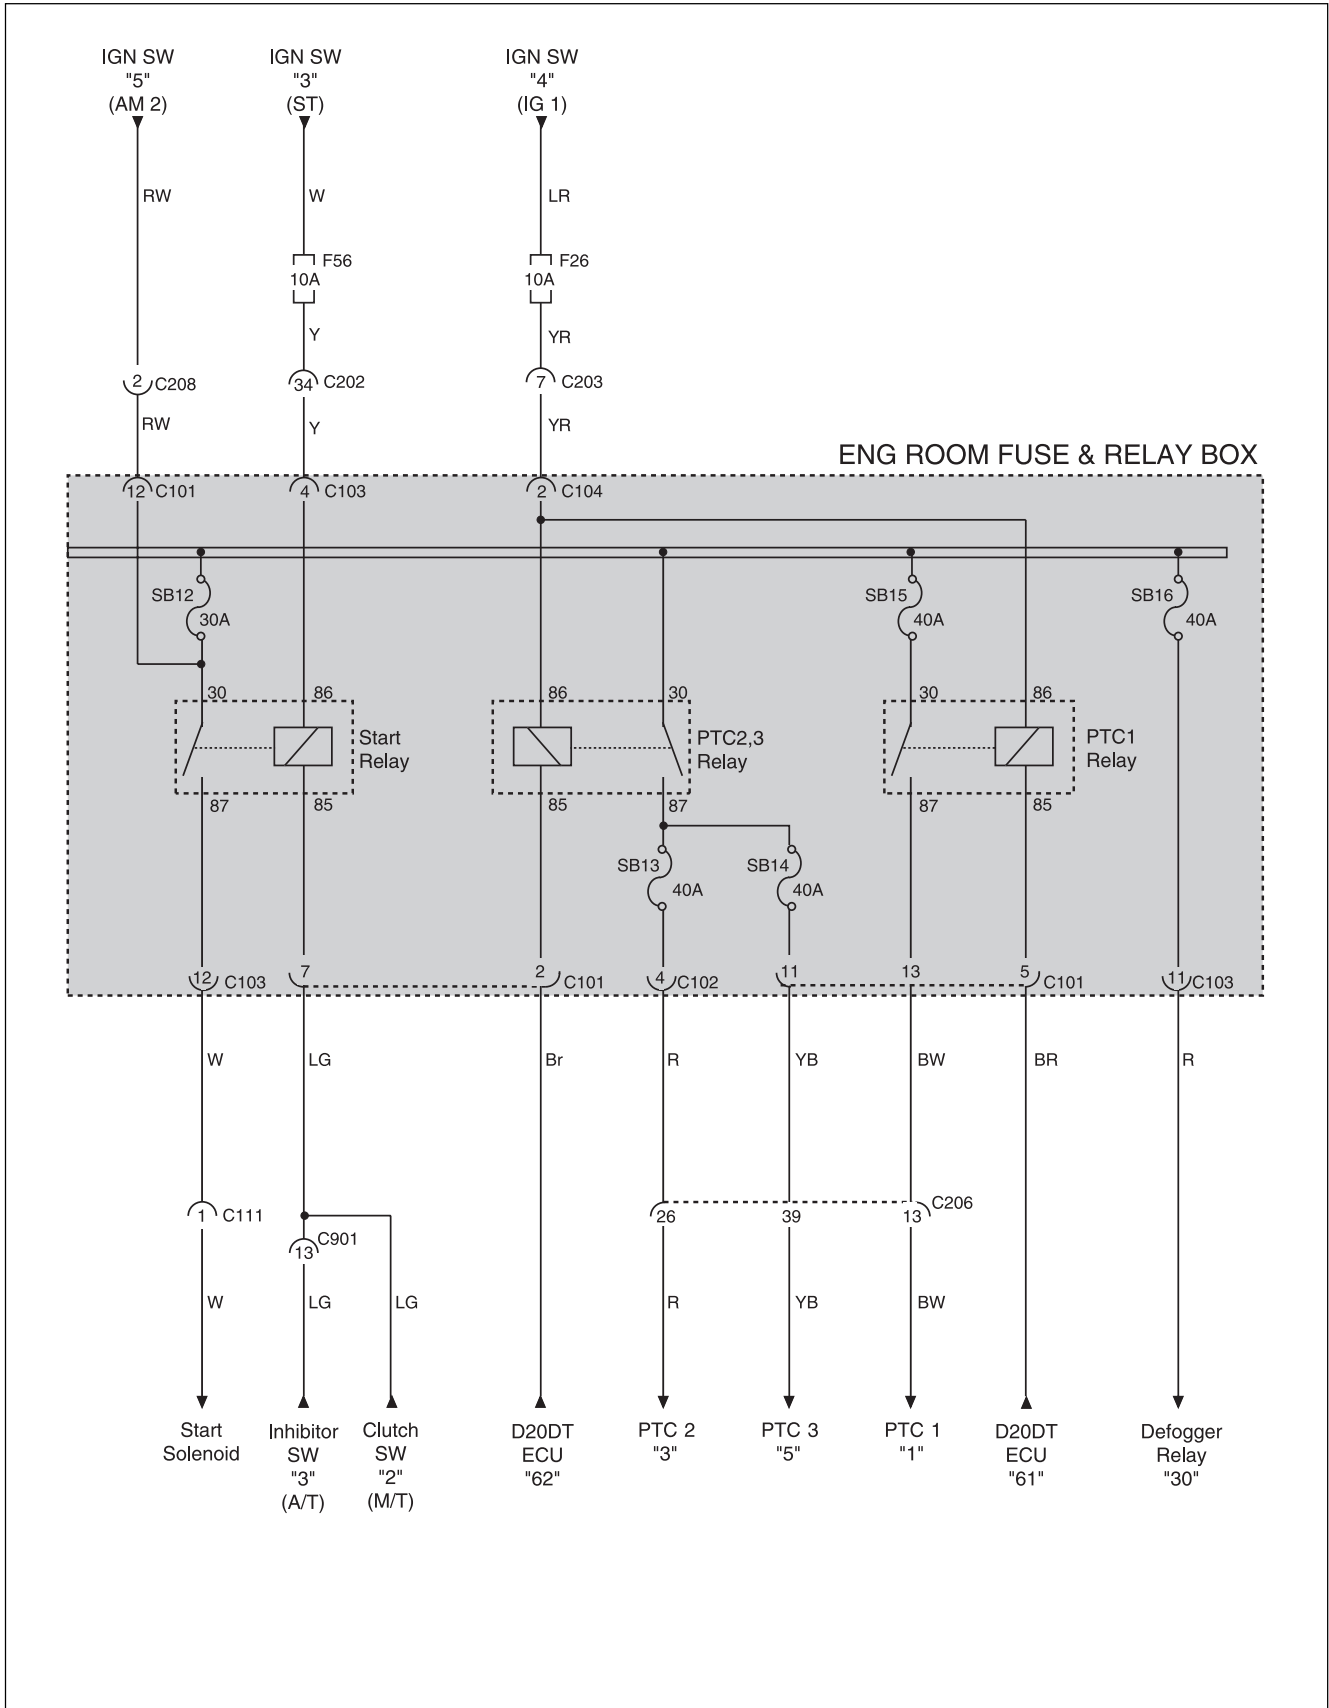 IGN SW
"5"
(AM 2)
IGN SW
"3"
(ST)
IGN SW
"4"
(IG 1)
RW
W
LR
F56
10A
F26
10A
Y
YR
2 C208
34 C202
7 C203
RW
Y
YR
ENG ROOM FUSE & RELAY BOX
12 C101
4 C103
2 C104
SB12
30A
SB15
40A
SB16
40A
30
86
86
30
30
86
Start
Relay
PTC2,3
Relay
PTC1
Relay
87
85
85
87
87
85
SB13
40A
SB14
40A
12 C103
7
2 C101
4 C102
11
13
5 C101
11 C103
W
LG
Br
R
YB
BW
BR
R
1 C111
C901
13
26
39
13
C206
W
LG
LG
R
YB
BW
Start
Solenoid
Inhibitor
SW
"3"
(A/T)
Clutch
SW
"2"
(M/T)
D20DT
ECU
"62"
PTC 2
"3"
PTC 3
"5"
PTC 1
"1"
D20DT
ECU
"61"
Defogger
Relay
"30"